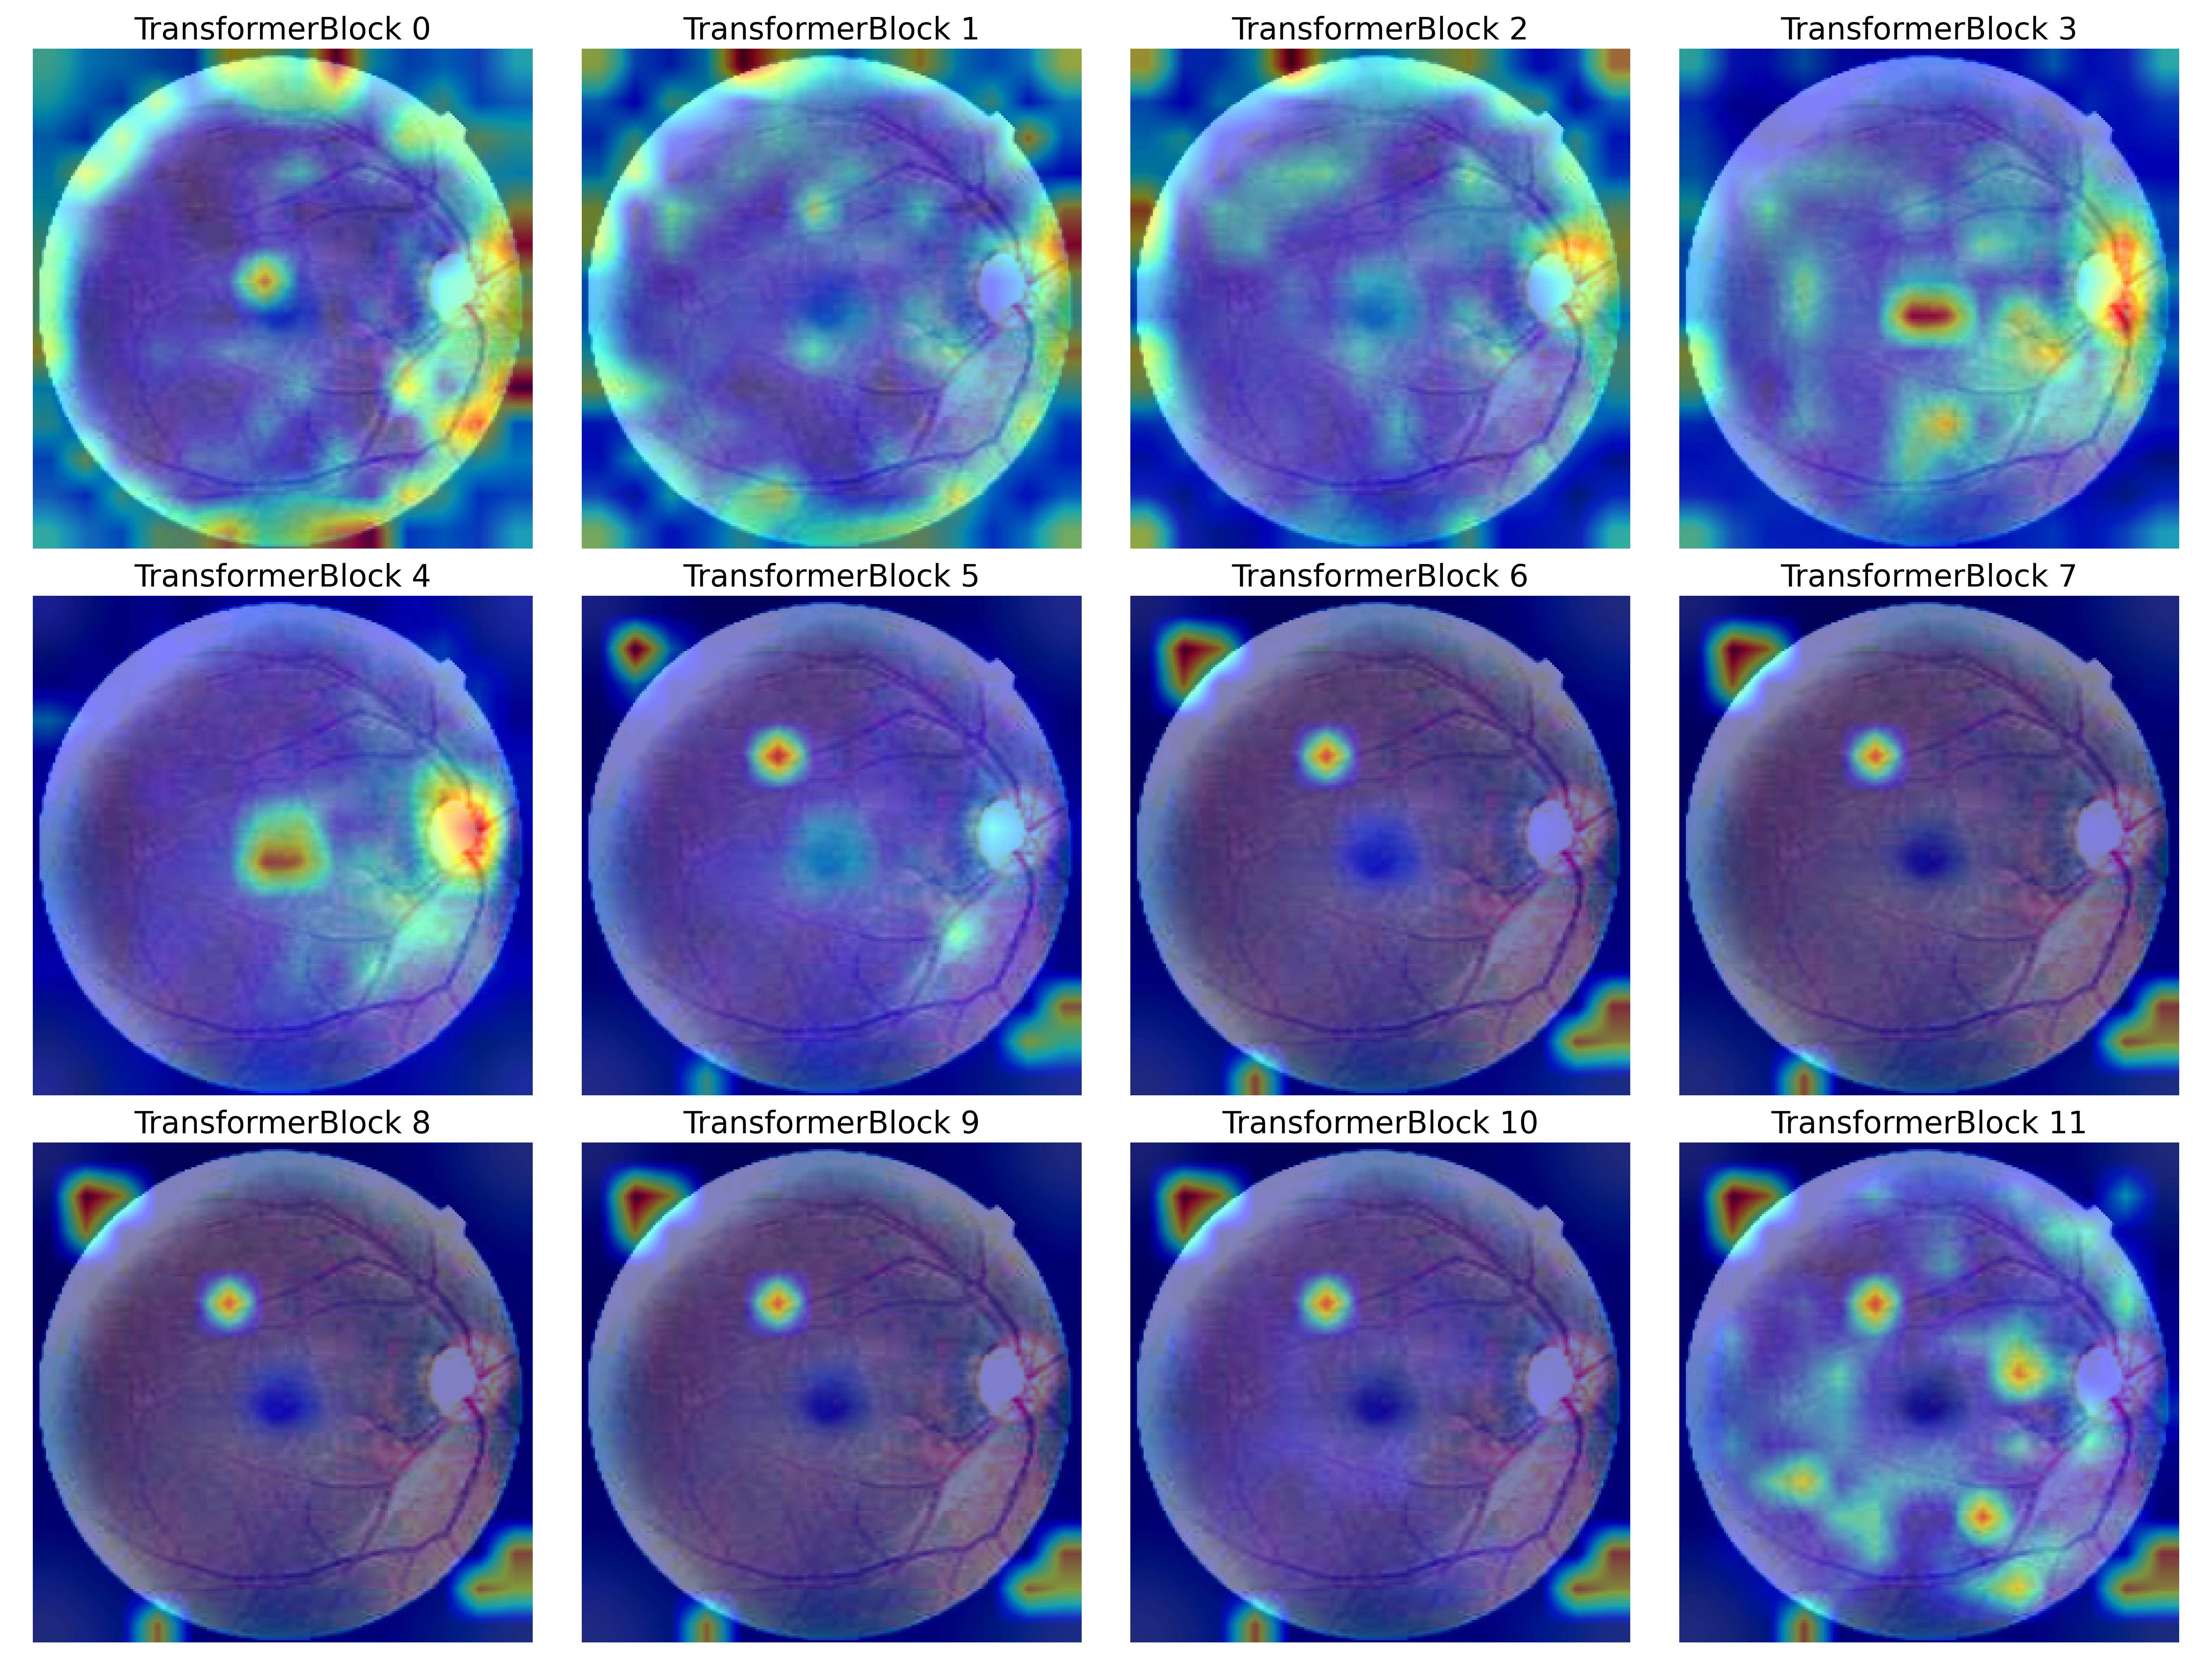 TransformerBlock 0
TransformerBlock 1
TransformerBlock 2
TransformerBlock 3
TransformerBlock 4
TransformerBlock 5
TransformerBlock 6
TransformerBlock 7
TransformerBlock 8
TransformerBlock 9
TransformerBlock 10
TransformerBlock 11